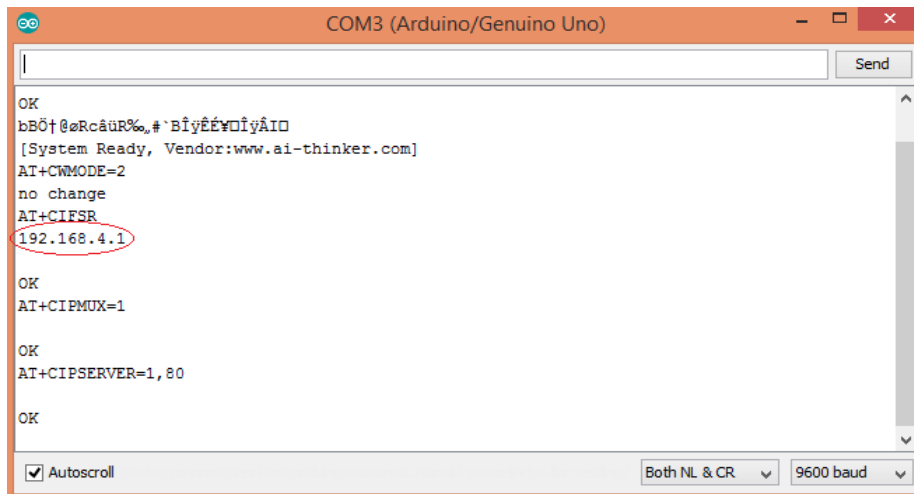 COM3 (Arduino/Genuino Uno)
Send
OK
[System Ready, Vendor:www.ai-thinker.com]
AT+CWMODE=2
no change
AT+CIFSR
192.168.4.1
OK
AT+CIPMUX=1
OK
AT+CIPSERVER=1,80
OK
Autoscroll
Both NL & CR
9600 baud